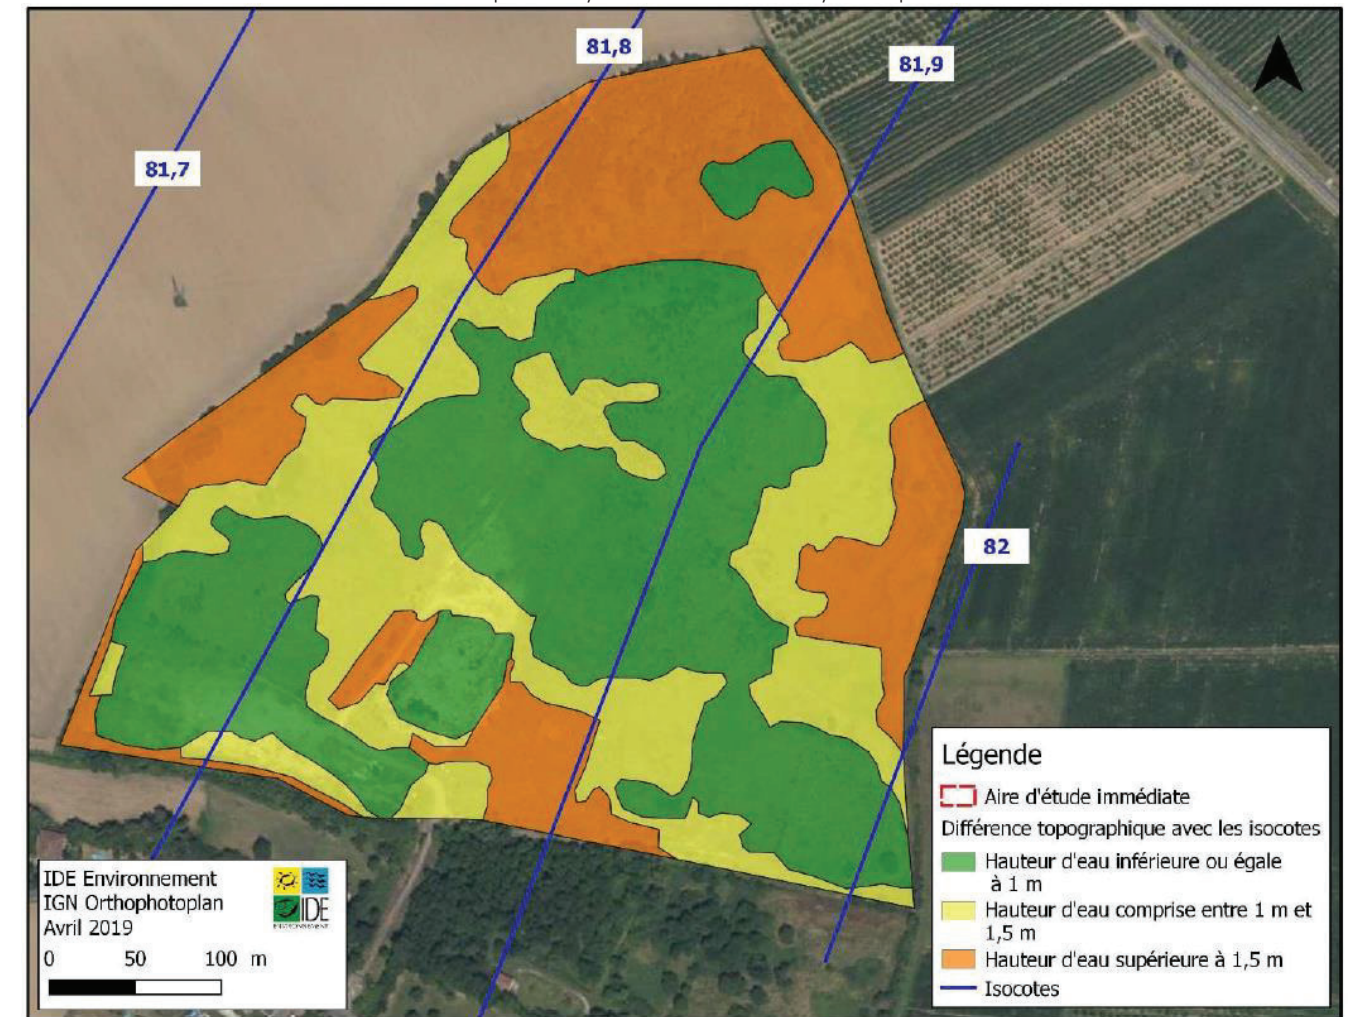 81,8
81,9
81,7
82
Légende
Aire d'étude immédiate
Différence topographique avec les isocotes
Hauteur d'eau inférieure ou égale
à 1 m
Hauteur d'eau comprise entre 1 m et
1,5 m
Hauteur d'eau supérieure à 1,5 m
Isocotes
IDE Environnement
IGN Orthophotoplan
Avril 2019
0 50 100 m
IDE
ENVIRONNEMENT